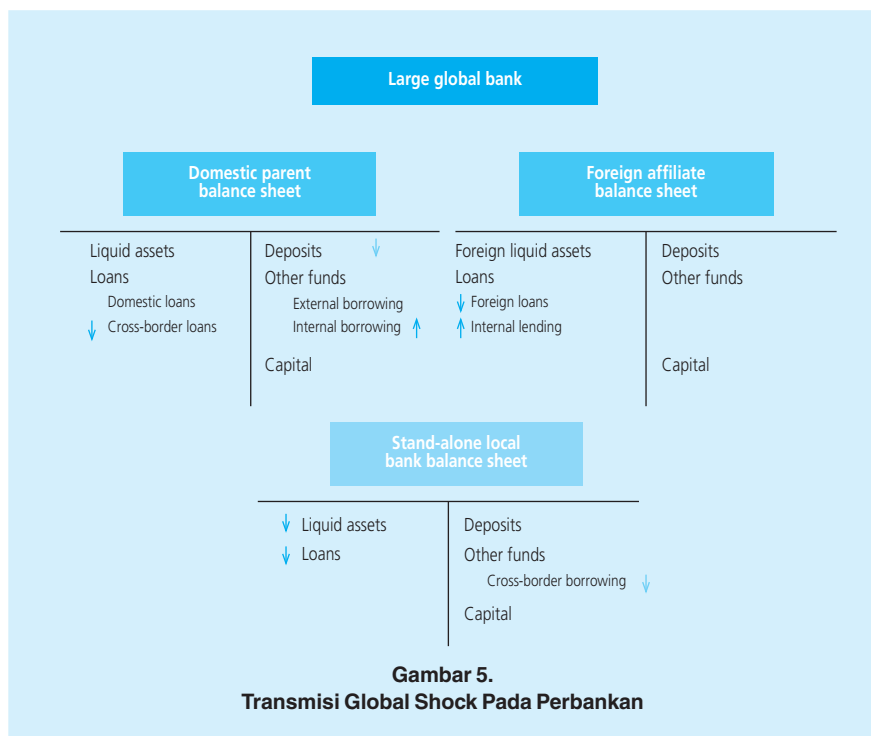 Large global bank
Domestic parent
balance sheet
Liquid assets
Loans
Domestic loans
↓ Cross-border loans
Deposits ↓
Other funds
External borrowing
Internal borrowing ↑
Capital
Foreign affiliate
balance sheet
Foreign liquid assets
Loans
↓ Foreign loans
↑ Internal lending
Deposits
Other funds
Capital
Stand-alone local
bank balance sheet
↓ Liquid assets
↓ Loans
Deposits
Other funds
Cross-border borrowing ↓
Capital
Gambar 5.
Transmisi Global Shock Pada Perbankan